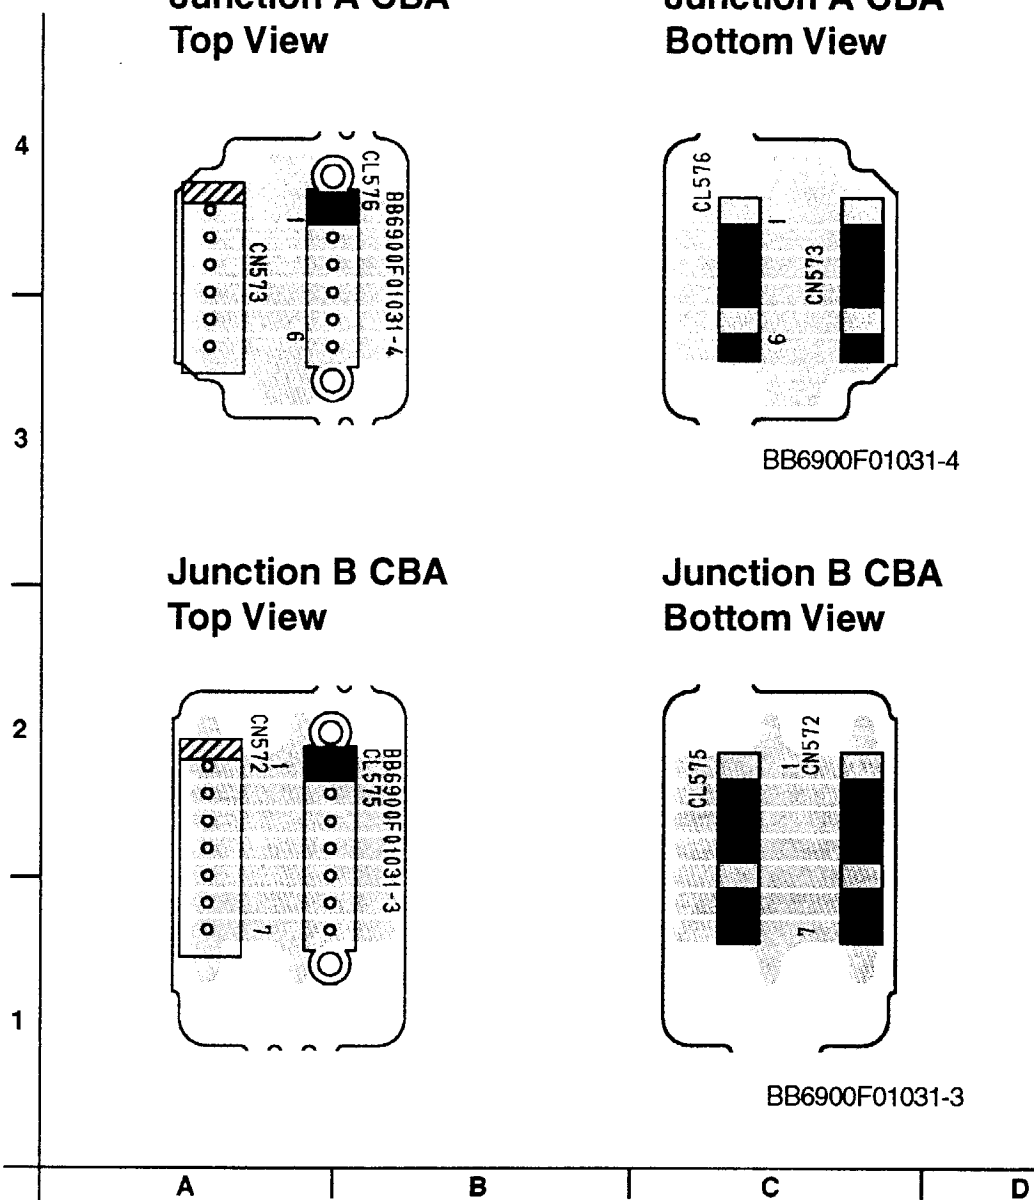 Junction A CBA
Top View
Junction A CBA
Bottom View
4
CL576
BB6900F01031-4
1
CN573
6
CL576
1
CN573
6
3
BB6900F01031-4
Junction B CBA
Top View
Junction B CBA
Bottom View
2
CN572
1
CL575
BB6900F01031-3
7
CN572
1
CL575
7
1
BB6900F01031-3
A
B
C
D